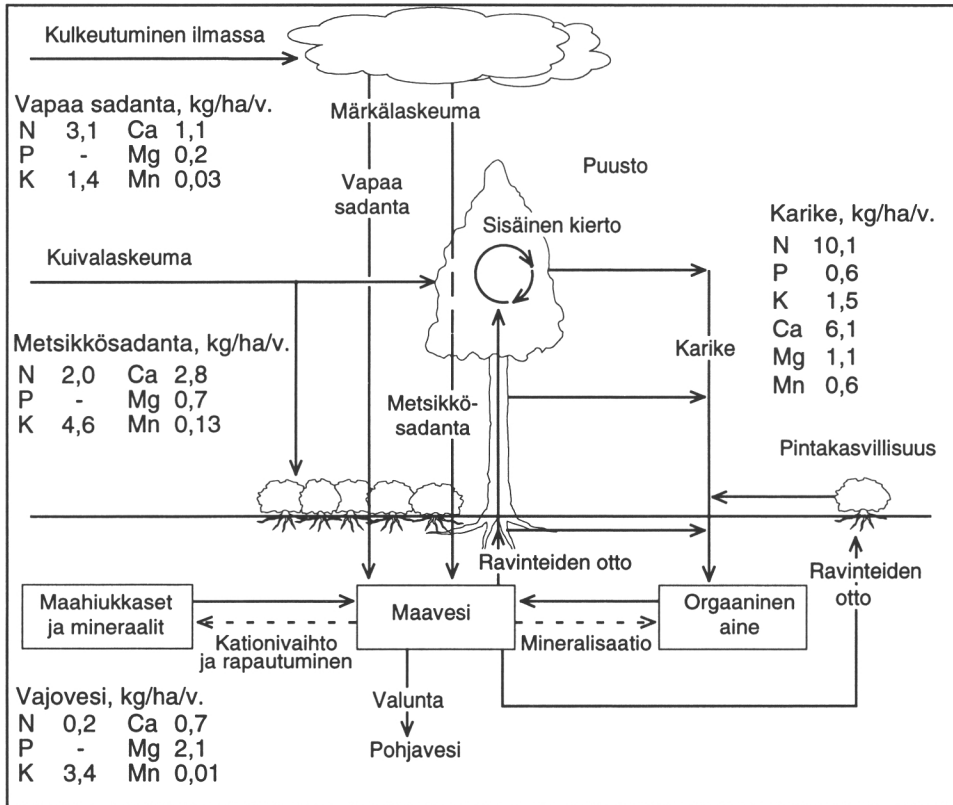 Kulkeutuminen ilmassa
Vapaa sadanta, kg/ha/v.
N 3,1 Ca 1,1
P - Mg 0,2
K 1,4 Mn 0,03
Märkälaskeuma
Vapaa
sadanta
Puusto
Sisäinen kierto
Kuivalaskeuma
Karike, kg/ha/v.
N 10,1
P 0,6
K 1,5
Ca 6,1
Mg 1,1
Mn 0,6
Karike
Metsikkösadanta, kg/ha/v.
N 2,0 Ca 2,8
P - Mg 0,7
K 4,6 Mn 0,13
Metsikkö-
sadanta
Pintakasvillisuus
Ravinteiden otto
Ravinteiden
otto
Maahiukkaset
ja mineraalit
Maavesi
Orgaaninen
aine
Kationivaihto
ja rapautuminen
Mineralisaatio
Vajovesi, kg/ha/v.
N 0,2 Ca 0,7
P - Mg 2,1
K 3,4 Mn 0,01
Valunta
Pohjavesi